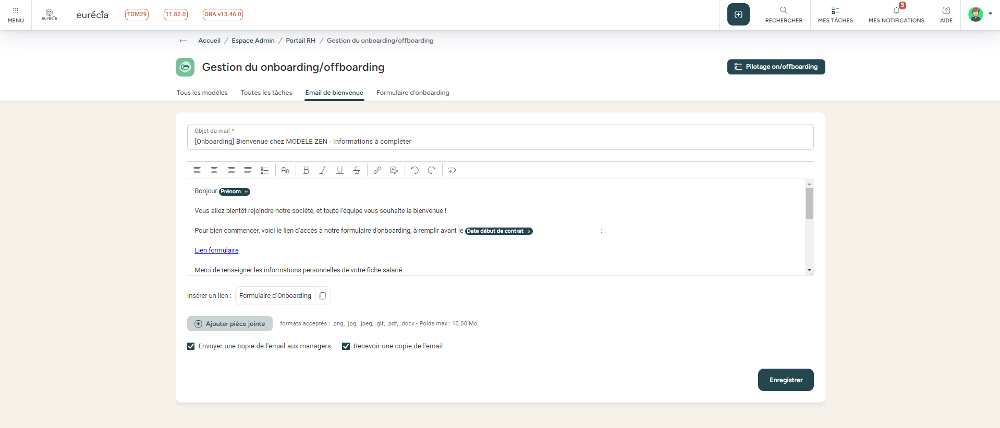 MENU
eurécia
eurécia
TOM29
11.82.0
ORA v13.46.0
RECHERCHER
MES TÂCHES
5
MES NOTIFICATIONS
AIDE
Accueil / Espace Admin / Portail RH / Gestion du onboarding/offboarding
Gestion du onboarding/offboarding
Pilotage on/offboarding
Tous les modèles
Toutes les tâches
Email de bienvenue
Formulaire d'onboarding
Objet du mail *
[Onboarding] Bienvenue chez MODELE ZEN - Informations à compléter
Bonjour Prénom ×
Vous allez bientôt rejoindre notre société, et toute l'équipe vous souhaite la bienvenue !
Pour bien commencer, voici le lien d'accès à notre formulaire d'onboarding, à remplir avant le Date début de contrat × :
Lien formulaire
Merci de renseigner les informations personnelles de votre fiche salarié.
Insérer un lien : Formulaire d'Onboarding
Ajouter pièce jointe
formats acceptés : .png, .jpg, .jpeg, .gif, .pdf, .docx - Poids max : 10.00 Mo.
Envoyer une copie de l'email aux managers
Recevoir une copie de l'email
Enregistrer